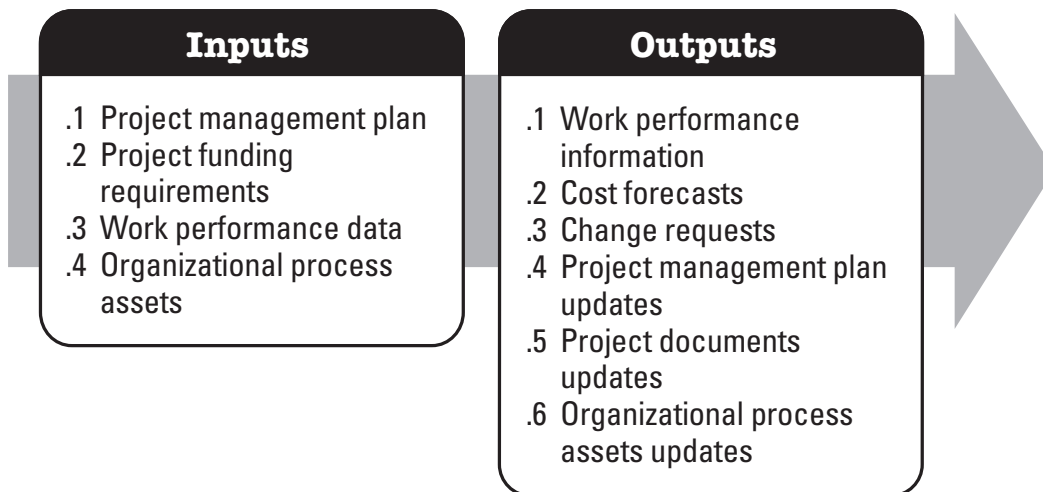 Inputs
.1 Project management plan
.2 Project funding
requirements
.3 Work performance data
.4 Organizational process
assets
Outputs
.1 Work performance
information
.2 Cost forecasts
.3 Change requests
.4 Project management plan
updates
.5 Project documents
updates
.6 Organizational process
assets updates